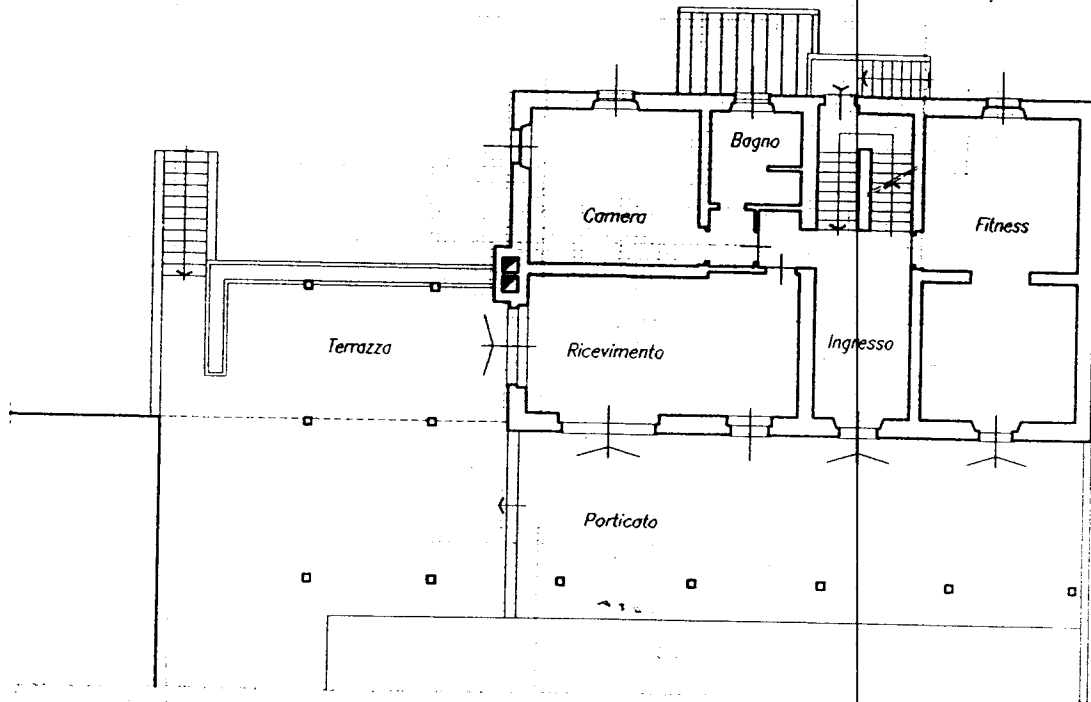 Bagno
Camera
Fitness
Terrazza
Ricevimento
Ingresso
Porticato